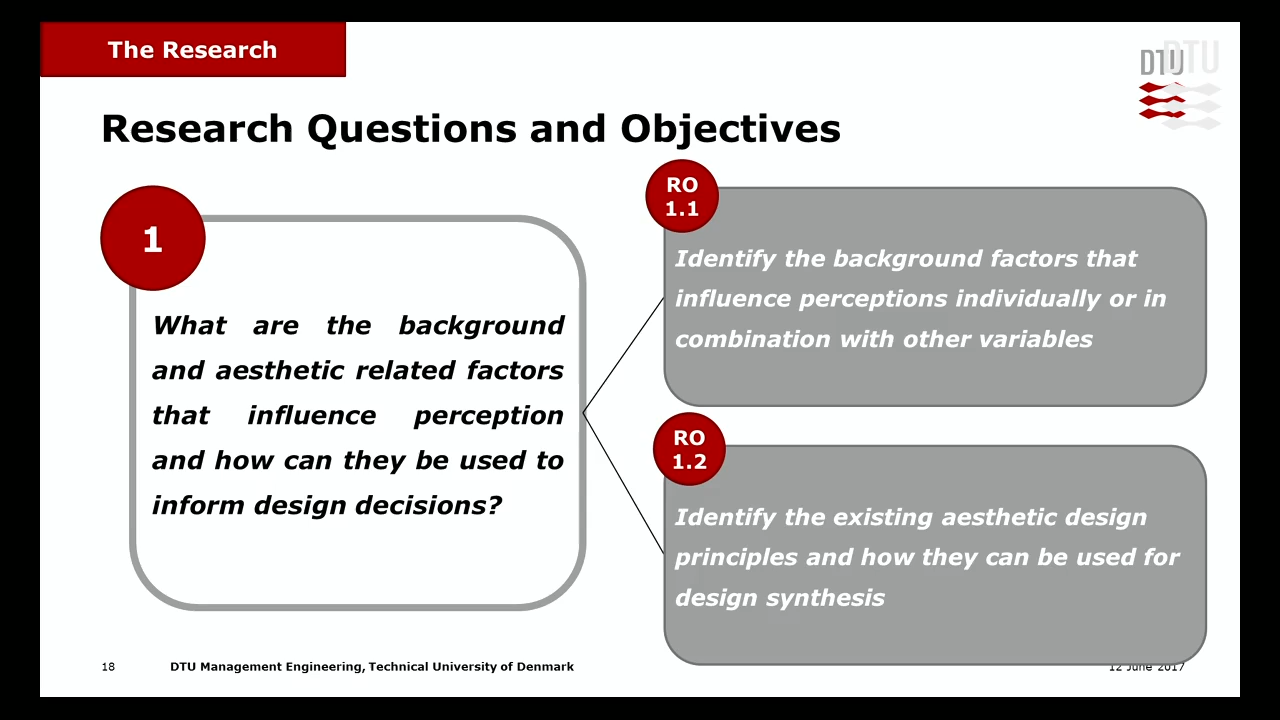 The Research
DTU
DTU
Research Questions and Objectives
1
What are the background
and aesthetic related factors
that influence perception
and how can they be used to
inform design decisions?
RO
1.1
Identify the background factors that
influence perceptions individually or in
combination with other variables
RO
1.2
Identify the existing aesthetic design
principles and how they can be used for
design synthesis
18
DTU Management Engineering, Technical University of Denmark
12 June 2017